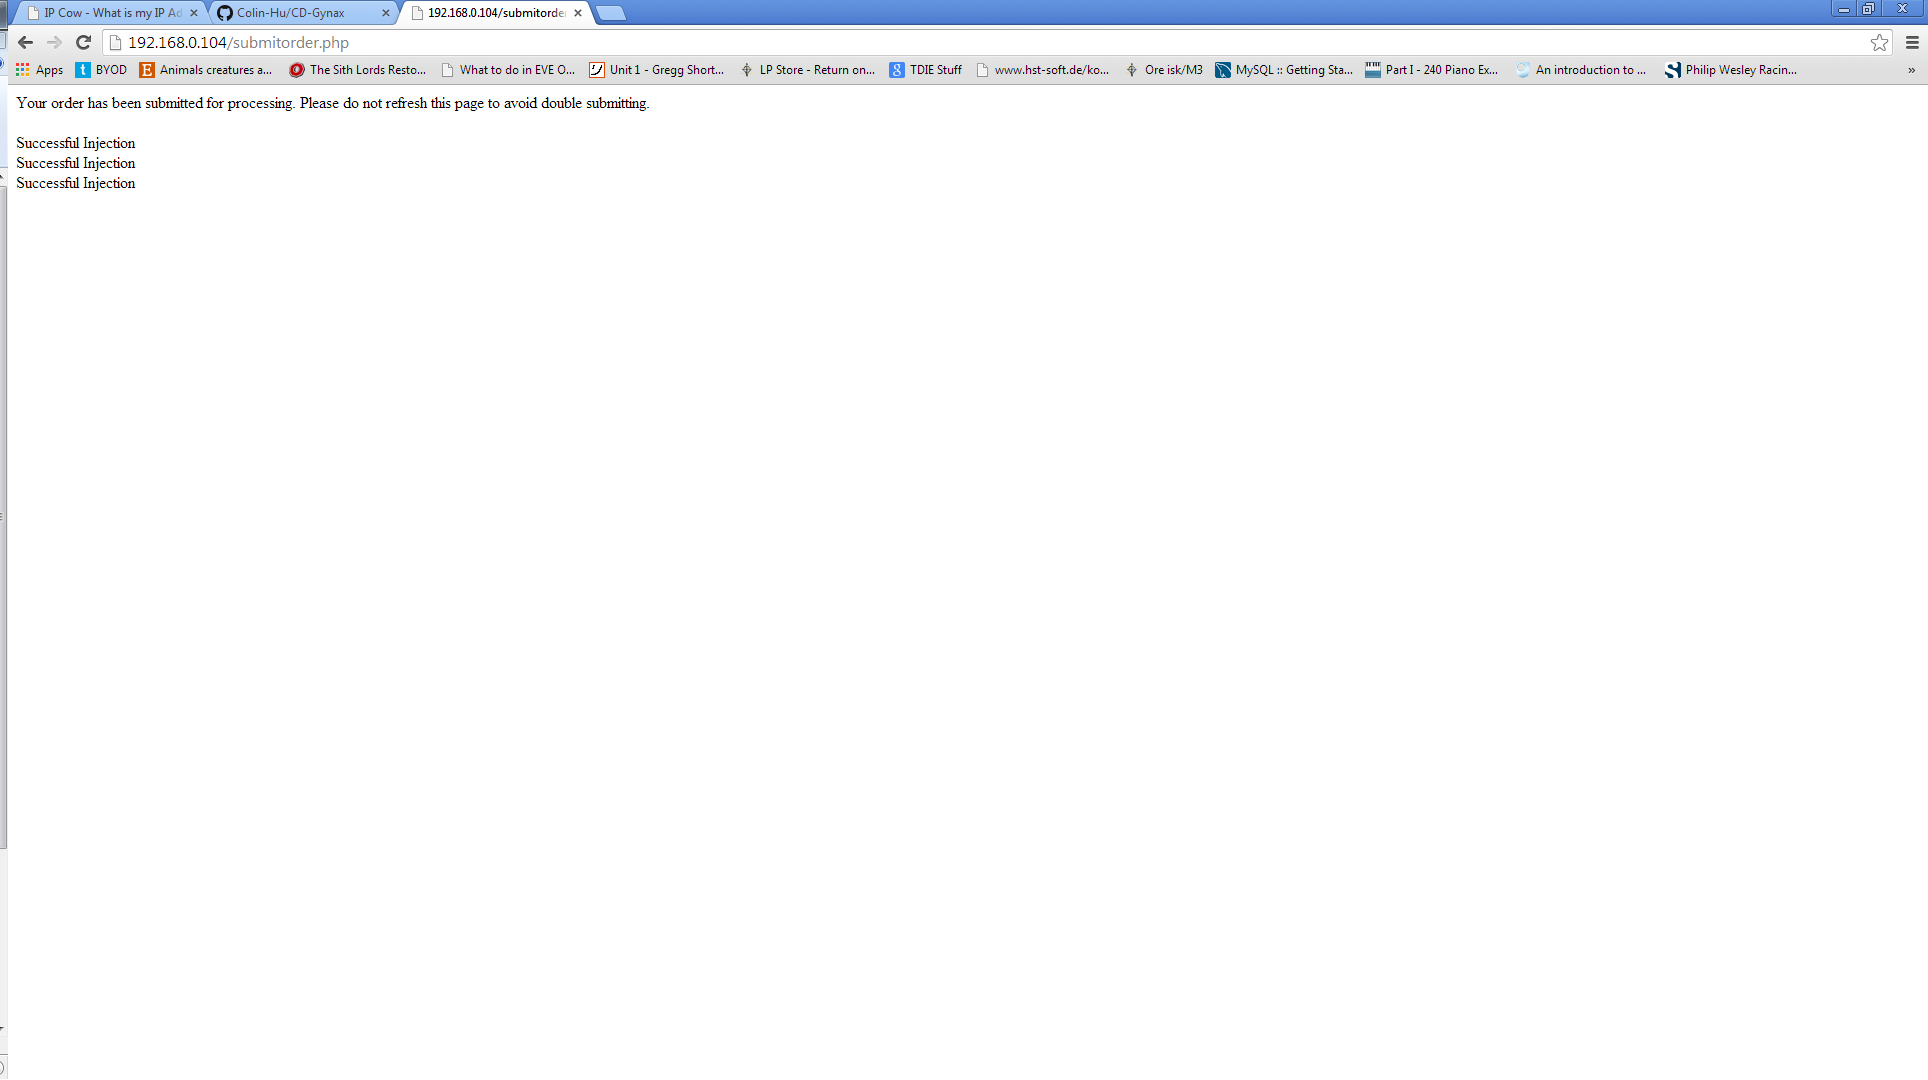 IP Cow - What is my IP Ad
Colin-Hu/CD-Gynax
192.168.0.104/submitorde
192.168.0.104/submitorder.php
Apps
BYOD
Animals creatures a...
The Sith Lords Resto...
What to do in EVE O...
Unit 1 - Gregg Short...
LP Store - Return on...
TDIE Stuff
www.hst-soft.de/ko...
Ore isk/M3
MySQL :: Getting Sta...
Part I - 240 Piano Ex...
An introduction to ...
Philip Wesley Racin...
»
Your order has been submitted for processing. Please do not refresh this page to avoid double submitting.
Successful Injection
Successful Injection
Successful Injection